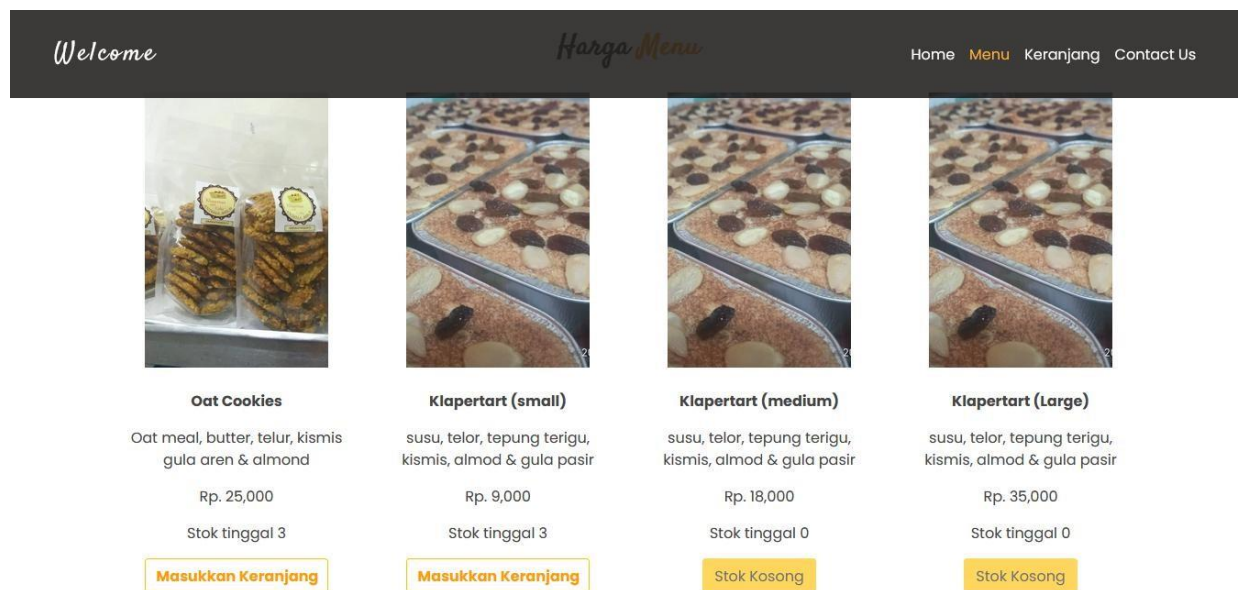 Welcome
Harga Menu
Home Menu Keranjang Contact Us
Oat Cookies
Oat meal, butter, telur, kismis
gula aren & almond
Rp. 25,000
Stok tinggal 3
Masukkan Keranjang
Klapertart (small)
susu, telor, tepung terigu,
kismis, almod & gula pasir
Rp. 9,000
Stok tinggal 3
Masukkan Keranjang
Klapertart (medium)
susu, telor, tepung terigu,
kismis, almod & gula pasir
Rp. 18,000
Stok tinggal 0
Stok Kosong
Klapertart (Large)
susu, telor, tepung terigu,
kismis, almod & gula pasir
Rp. 35,000
Stok tinggal 0
Stok Kosong